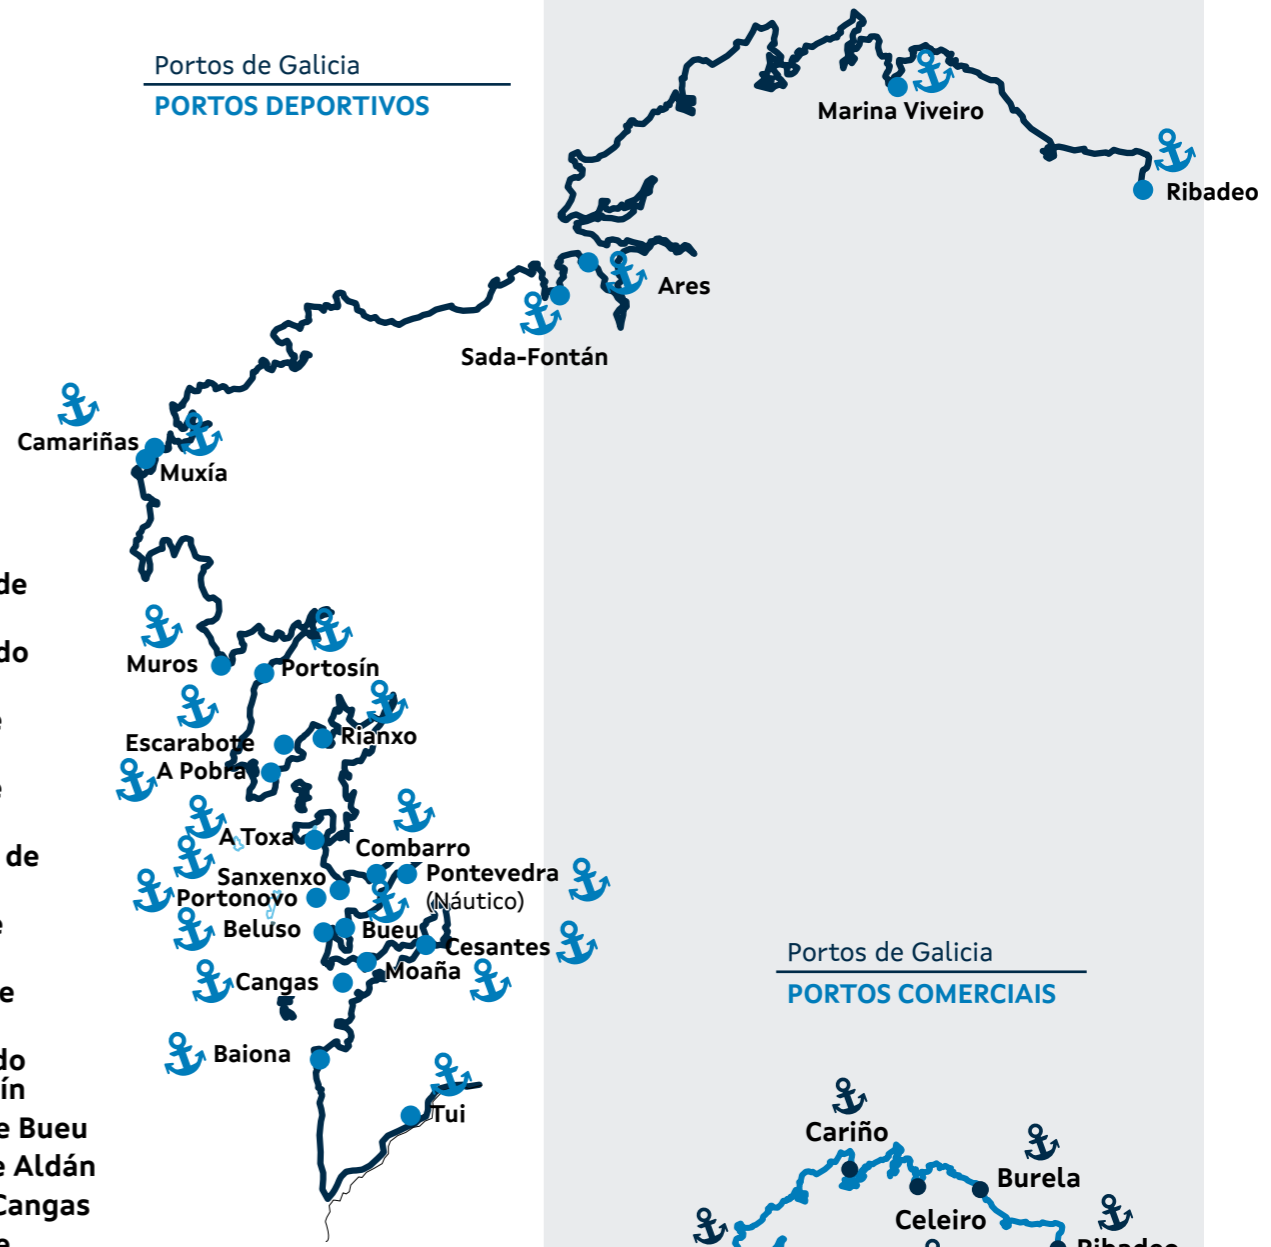 Portos de Galicia
PORTOS DEPORTIVOS
Marina Viveiro
Ribadeo
Ares
Sada-Fontán
Camariñas
Muxía
de
do
Muros
Portosín
e
Escarabote
Rianxo
A Pobra
e
A Toxa
Combarro
de
Sanxenxo
Pontevedra
(Náutico)
Portonovo
e
Beluso
Bueu
Cesantes
Moaña
Cangas
e
Baiona
do
ín
Tui
e Bueu
e Aldán
Cangas
e
Portos de Galicia
PORTOS COMERCIAIS
Cariño
Burela
Celeiro
Ribadeo